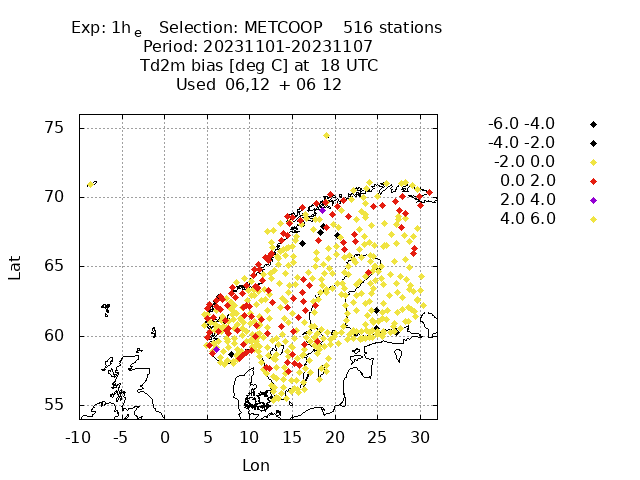 Exp: 1h e Selection: METCOOP 516 stations
Period: 20231101-20231107
Td2m bias [deg C] at 18 UTC
Used 06,12 + 06 12
-6.0 -4.0
-4.0 -2.0
-2.0 0.0
0.0 2.0
2.0 4.0
4.0 6.0
75
70
65
60
55
Lat
-10 -5 0 5 10 15 20 25 30
Lon